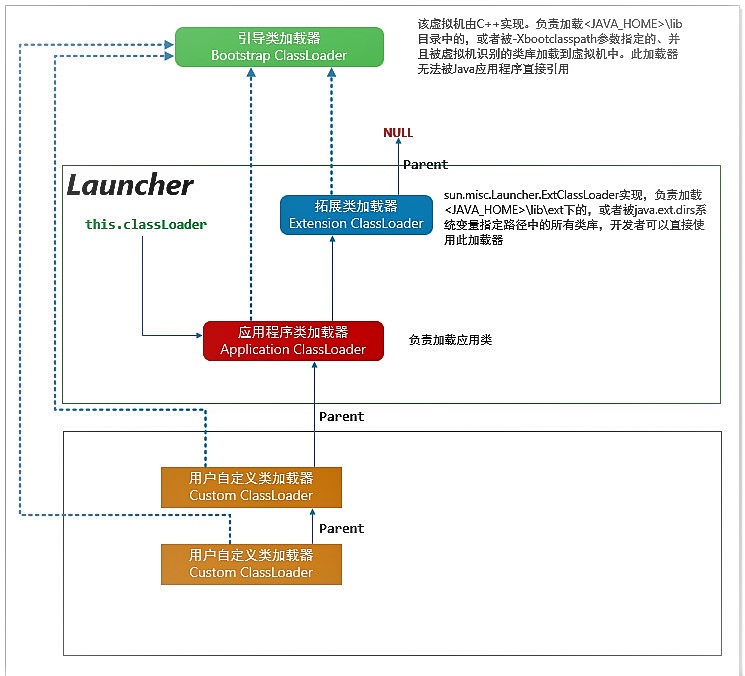 引导类加载器
Bootstrap ClassLoader
该虚拟机由C++实现。负责加载<JAVA_HOME>\lib
目录中的，或者被-Xbootclasspath参数指定的、并
且被虚拟机识别的类库加载到虚拟机中。此加载器
无法被Java应用程序直接引用
NULL
Parent
Launcher
拓展类加载器
Extension ClassLoader
sun.misc.Launcher.ExtClassLoader实现，负责加载
<JAVA_HOME>\lib\ext下的，或者被java.ext.dirs系
统变量指定路径中的所有类库，开发者可以直接使
用此加载器
this.classLoader
应用程序类加载器
Application ClassLoader
负责加载应用类
Parent
用户自定义类加载器
Custom ClassLoader
Parent
用户自定义类加载器
Custom ClassLoader